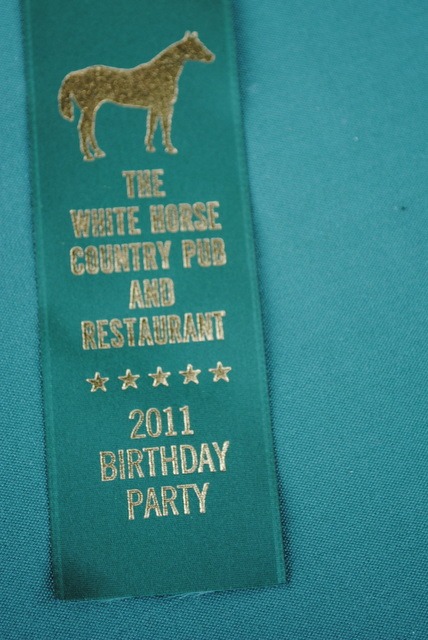 THE
WHITE HORSE
COUNTRY PUB
AND
RESTAURANT
2011
BIRTHDAY
PARTY